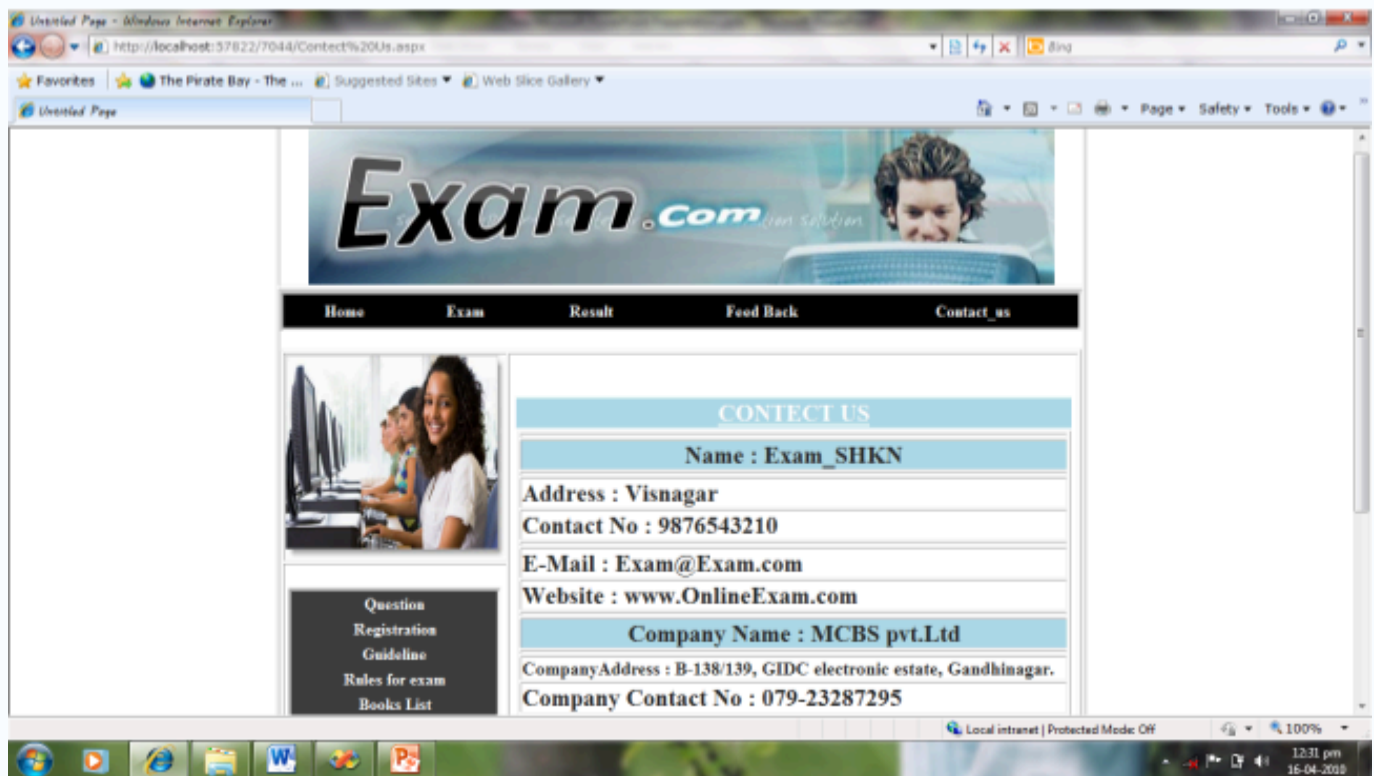 Untitled Page - Windows Internet Explorer
http://localhost:57822/7044/Contect%20Us.aspx
Bing
Favorites The Pirate Bay - The ... Suggested Sites Web Slice Gallery
Untitled Page
Page Safety Tools
Exam.com
solution
Home Exam Result Feed Back Contact_us
CONTECT US
Name : Exam_SHKN
Address : Visnagar
Contact No : 9876543210
E-Mail : Exam@Exam.com
Website : www.OnlineExam.com
Company Name : MCBS pvt.Ltd
CompanyAddress : B-138/139, GIDC electronic estate, Gandhinagar.
Company Contact No : 079-23287295
Question
Registration
Guideline
Rules for exam
Books List
Local intranet | Protected Mode: Off
100%
12:31 pm
16-04-2010